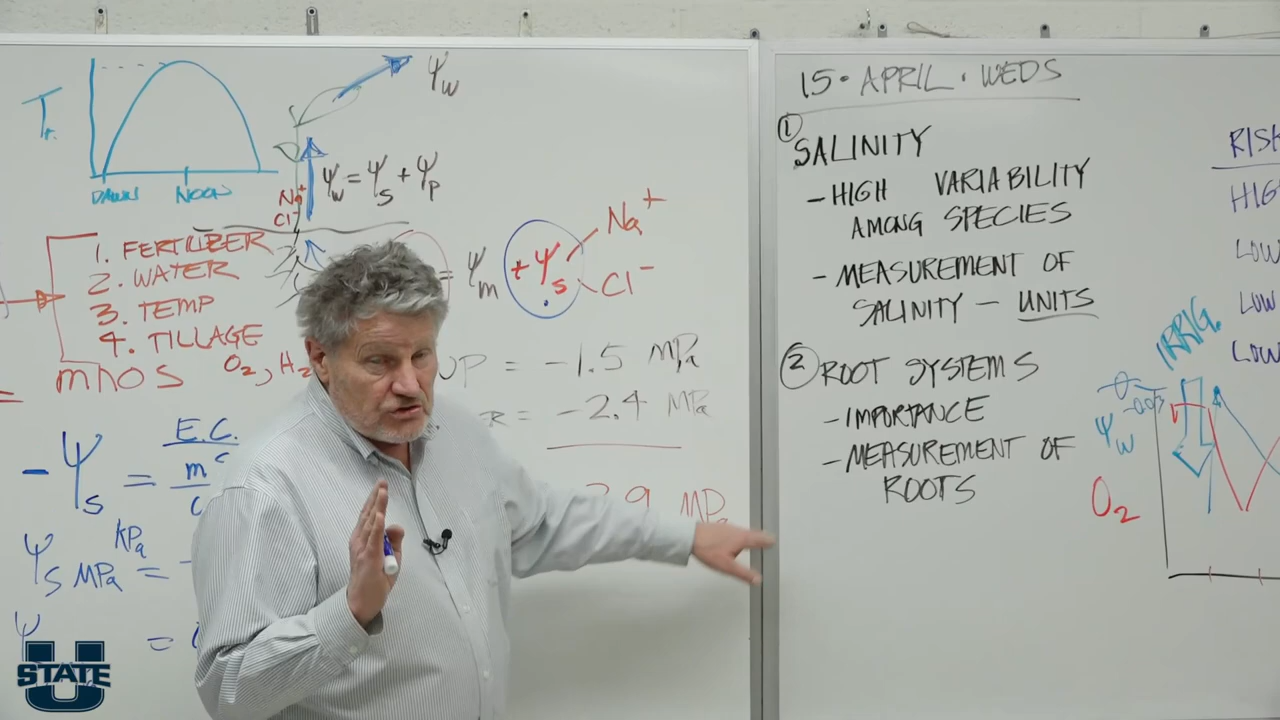 Tr.
DAWN NOON
Ψw
Ψw = Ψs + Ψp
Na+
Cl-
1. FERTILIZER
2. WATER
3. TEMP
4. TILLAGE
O2, H2
= Ψm + Ψs
Na+
Cl-
UP = -1.5 MPa
R = -2.4 MPa
MPa
-Ψs = E.C.
Ψs MPa =
kPa
Ψ =
U STATE
15 · APRIL · WEDS
① SALINITY
- HIGH VARIABILITY
AMONG SPECIES
- MEASUREMENT OF
SALINITY - UNITS
② ROOT SYSTEMS
- IMPORTANCE
- MEASUREMENT OF
ROOTS
RISK
HIGH
LOW
LOW
LOW
IRRIG.
Ψw
O2